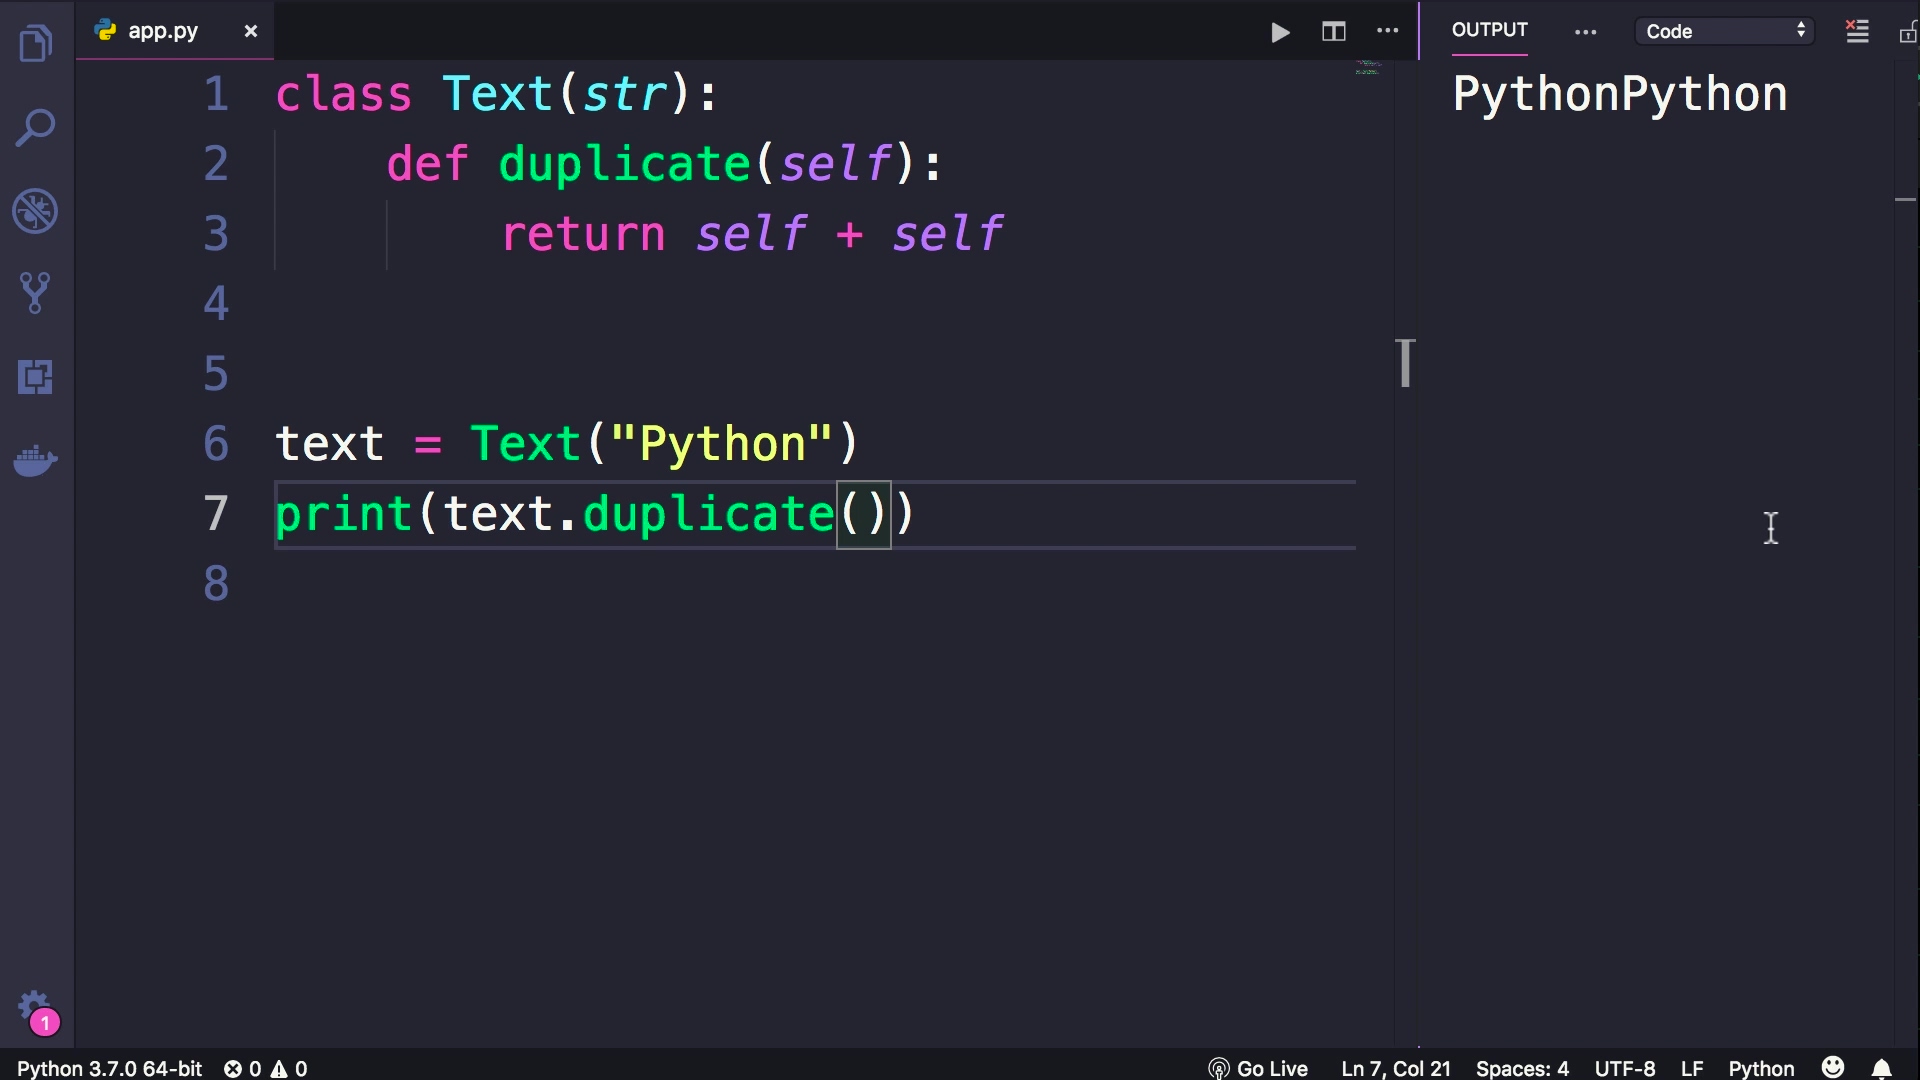 app.py
OUTPUT
Code
1 class Text(str):
2     def duplicate(self):
3         return self + self
4
5
6 text = Text("Python")
7 print(text.duplicate())
8
PythonPython
1
Python 3.7.0 64-bit 0 0 Go Live Ln 7, Col 21 Spaces: 4 UTF-8 LF Python